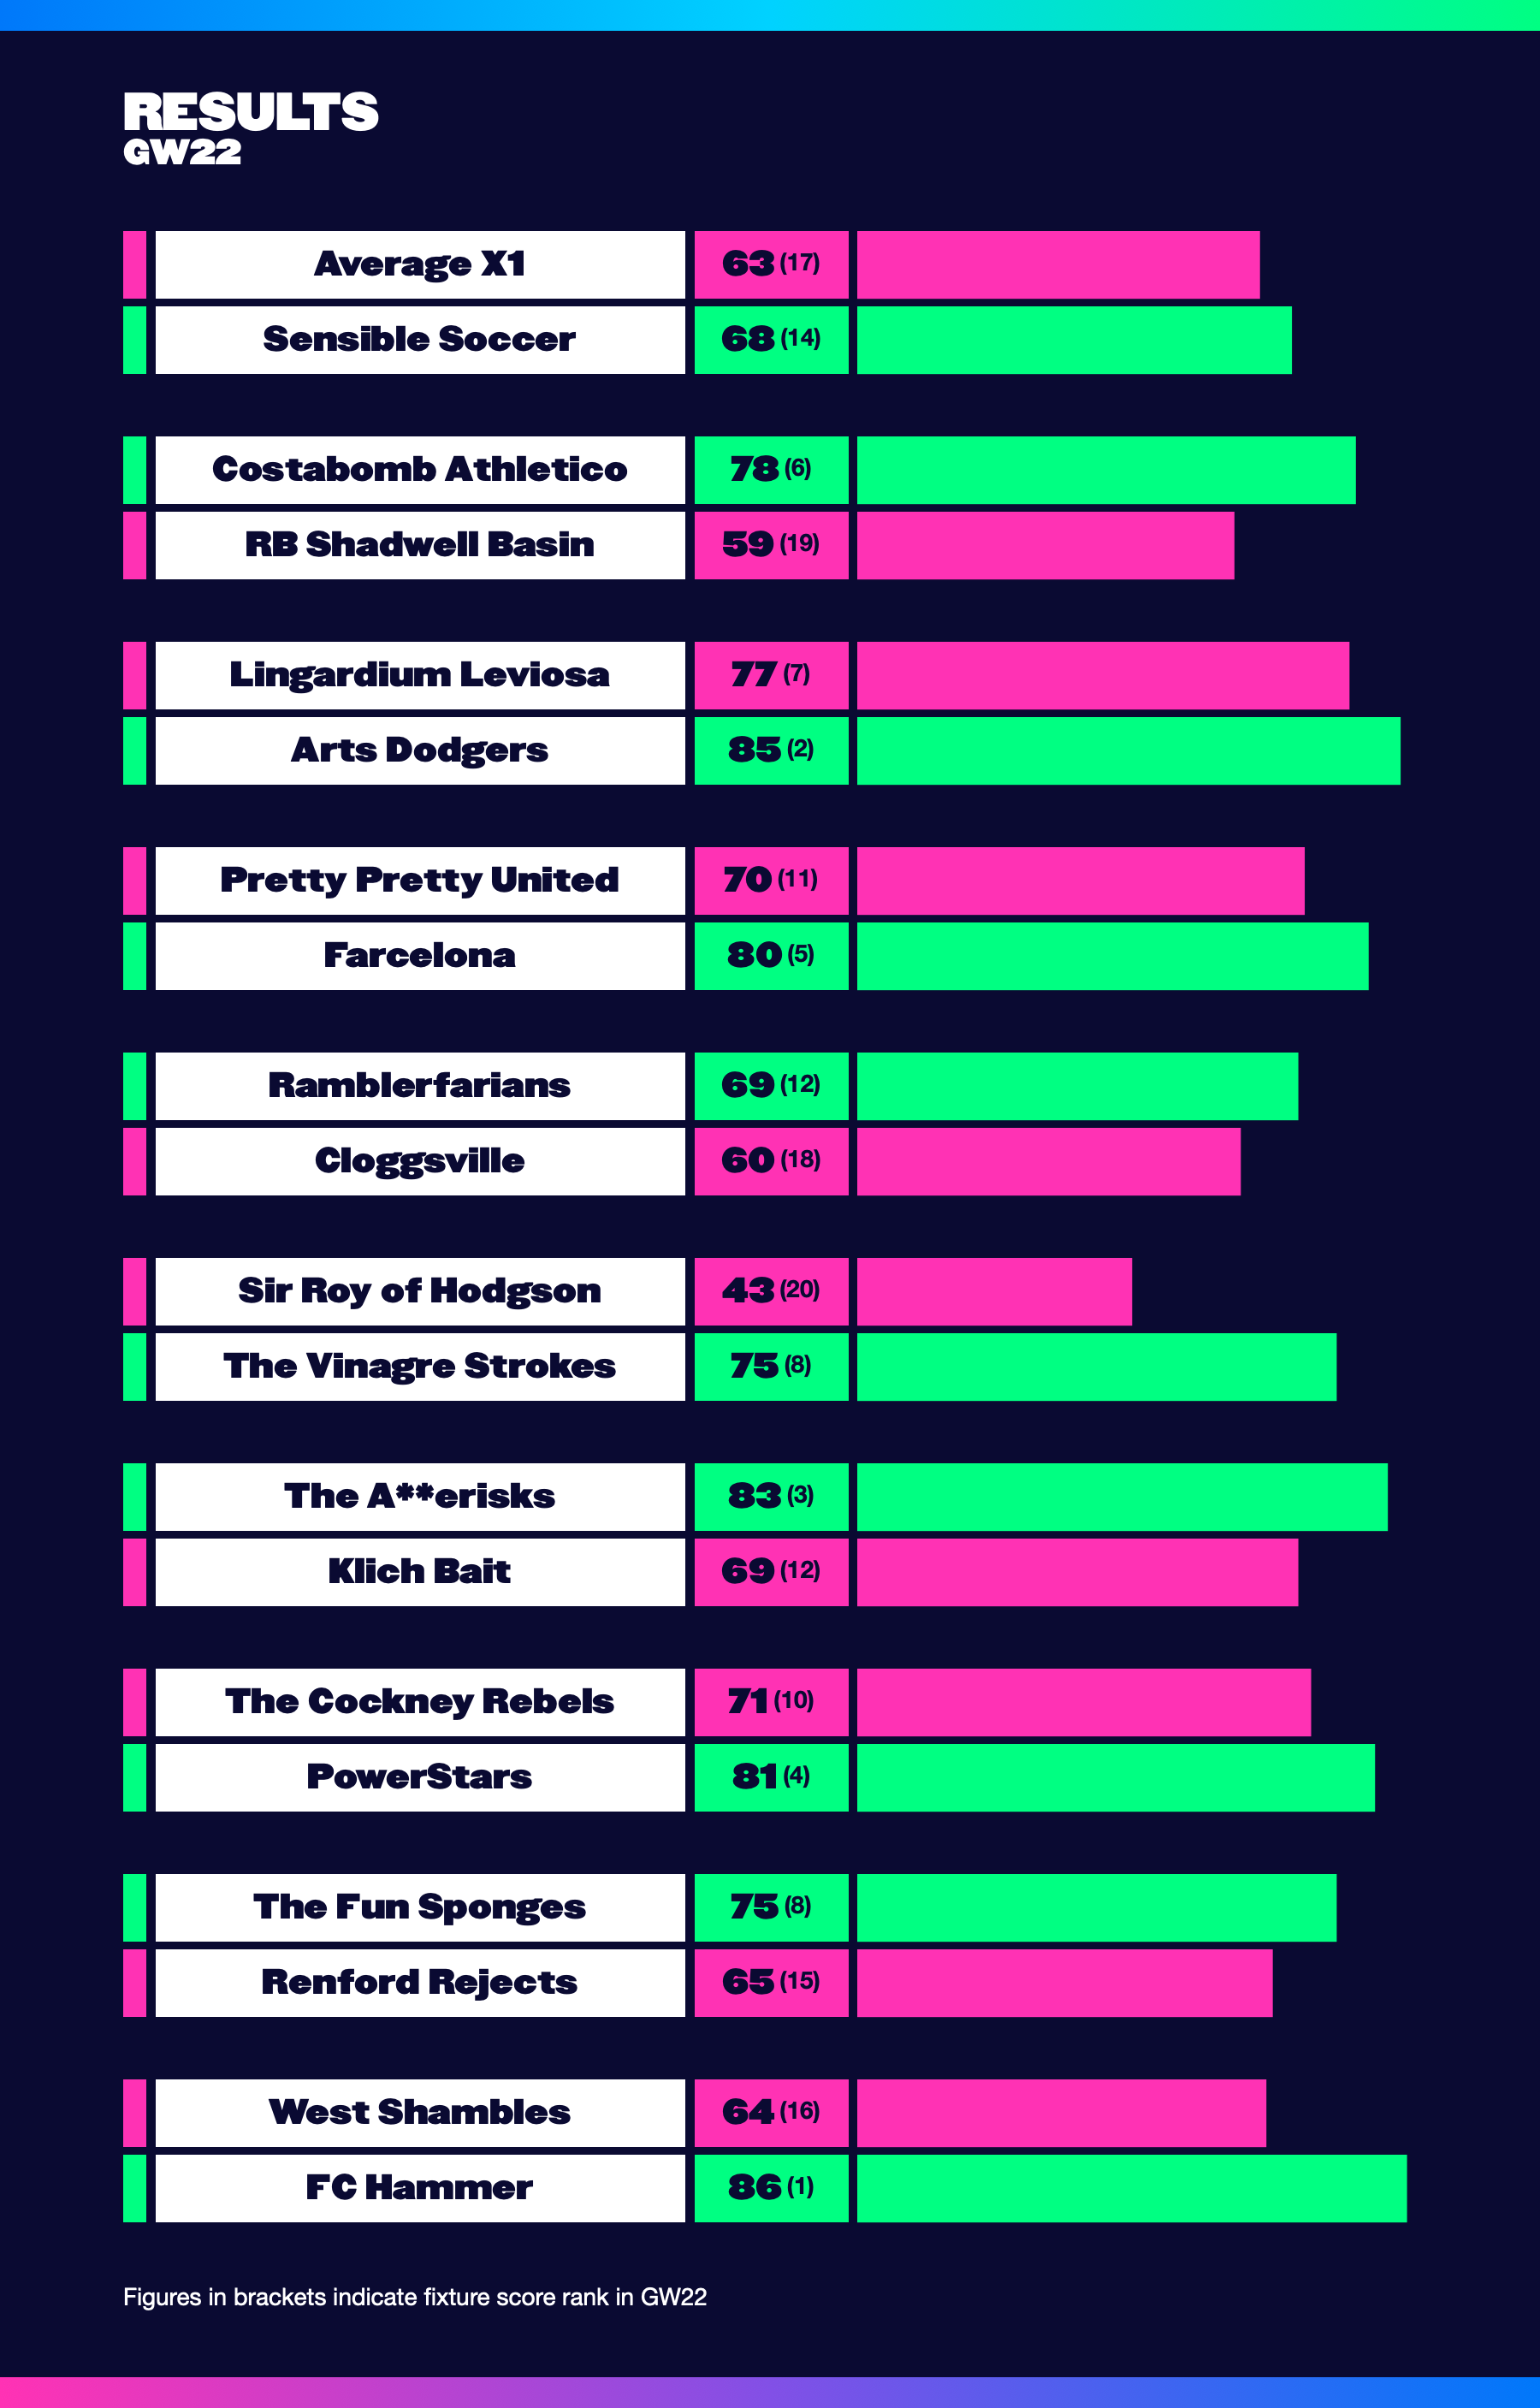 RESULTS
GW22
Average X1 63 (17)
Sensible Soccer 68 (14)
Costabomb Athletico 78 (6)
RB Shadwell Basin 59 (19)
Lingardium Leviosa 77 (7)
Arts Dodgers 85 (2)
Pretty Pretty United 70 (11)
Farcelona 80 (5)
Ramblerfarians 69 (12)
Cloggsville 60 (18)
Sir Roy of Hodgson 43 (20)
The Vinagre Strokes 75 (8)
The A**erisks 83 (3)
Klich Bait 69 (12)
The Cockney Rebels 71 (10)
PowerStars 81 (4)
The Fun Sponges 75 (8)
Renford Rejects 65 (15)
West Shambles 64 (16)
FC Hammer 86 (1)
Figures in brackets indicate fixture score rank in GW22